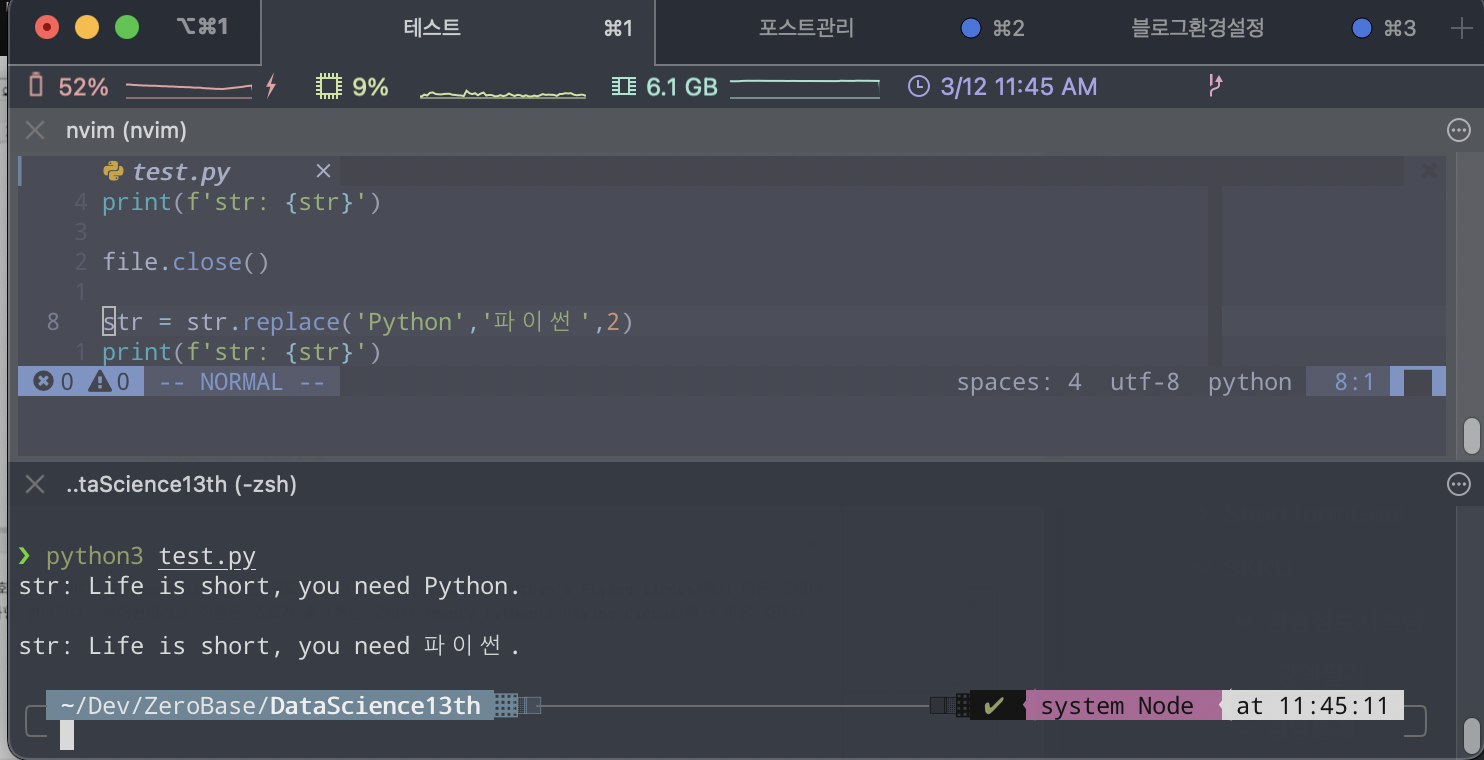 ⌥⌘1 테스트 ⌘1 포스트관리 ⌘2 블로그환경설정 ⌘3
52% 9% 6.1 GB 3/12 11:45 AM
nvim (nvim)
test.py
4 print(f'str: {str}')
3
2 file.close()
1
8 str = str.replace('Python','파이썬',2)
1 print(f'str: {str}')
0 0 -- NORMAL -- spaces: 4 utf-8 python 8:1
..taScience13th (-zsh)
❯ python3 test.py
str: Life is short, you need Python.
str: Life is short, you need 파이썬.
~/Dev/ZeroBase/DataScience13th ✔ system Node at 11:45:11